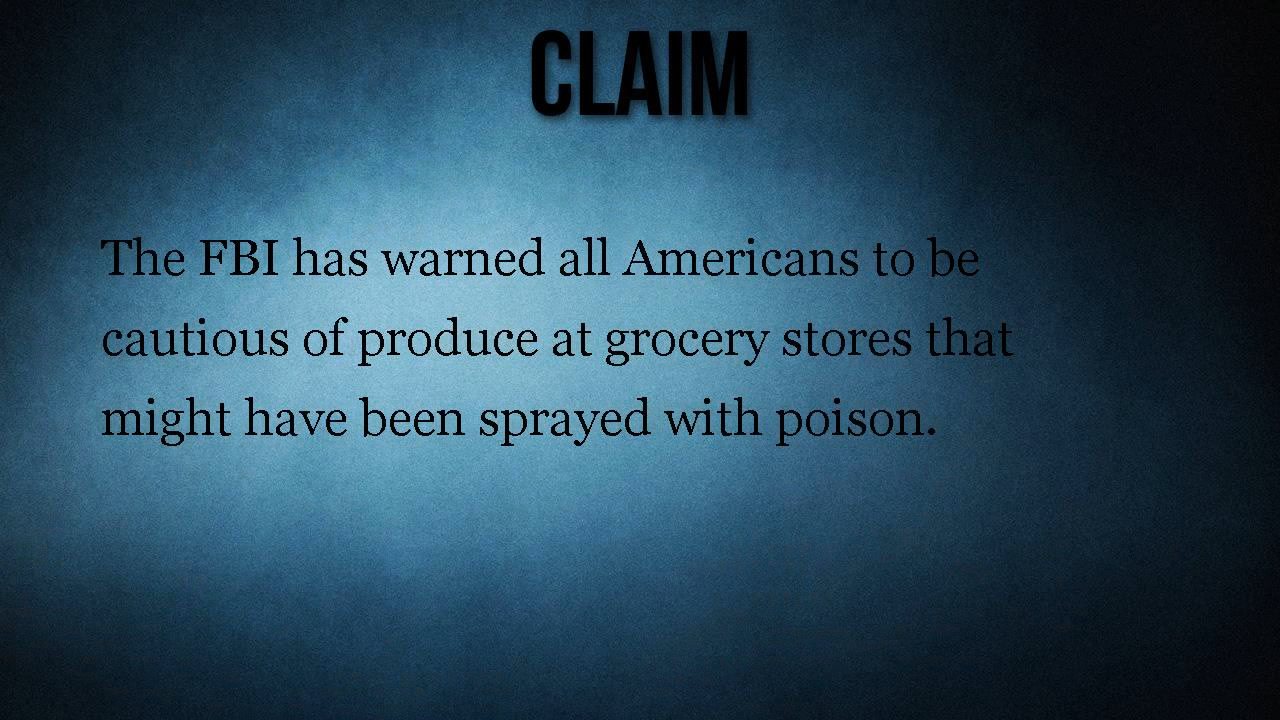 CLAIM
The FBI has warned all Americans to be
cautious of produce at grocery stores that
might have been sprayed with poison.